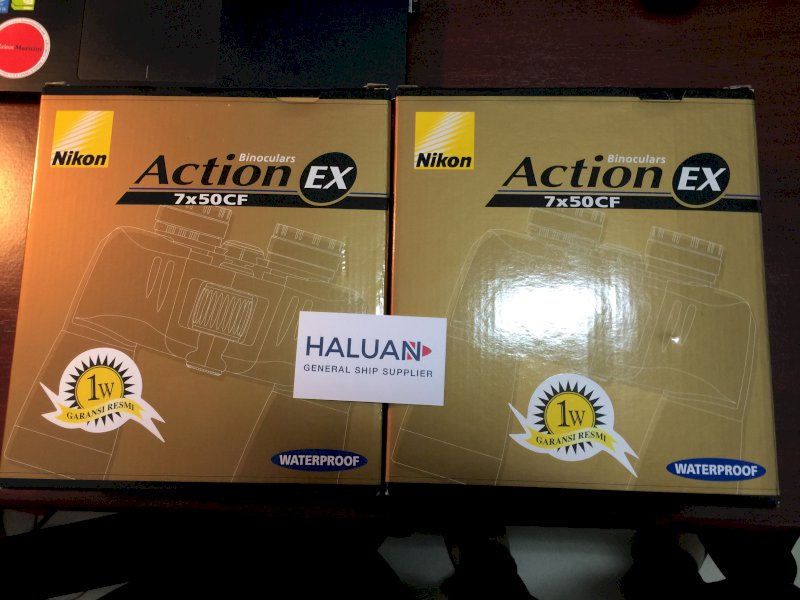 Nikon
Binoculars
Action EX
7x50CF
1W
GARANSI RESMI
WATERPROOF
Nikon
Binoculars
Action EX
7x50CF
1W
GARANSI RESMI
WATERPROOF
HALUAN
GENERAL SHIP SUPPLIER